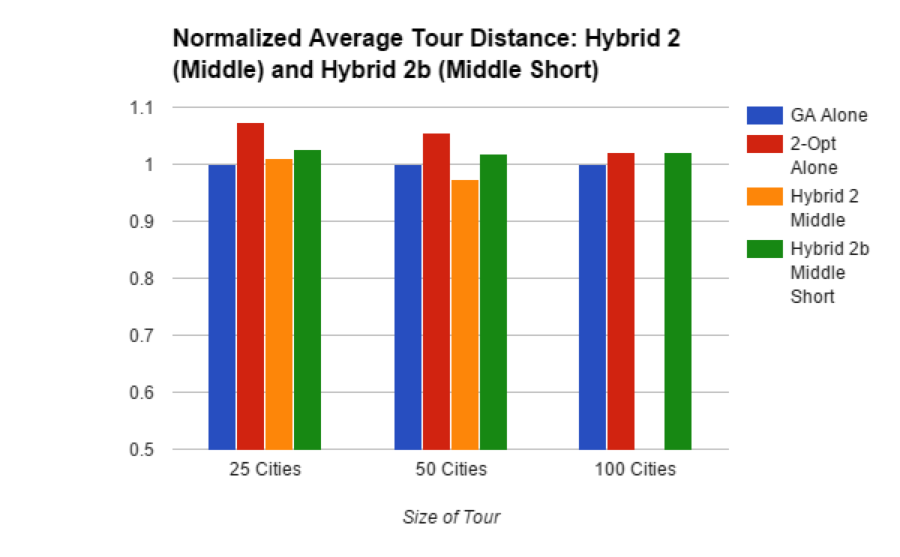 Normalized Average Tour Distance: Hybrid 2
(Middle) and Hybrid 2b (Middle Short)
1.1
1
0.9
0.8
0.7
0.6
0.5
25 Cities
50 Cities
100 Cities
Size of Tour
GA Alone
2-Opt
Alone
Hybrid 2
Middle
Hybrid 2b
Middle
Short